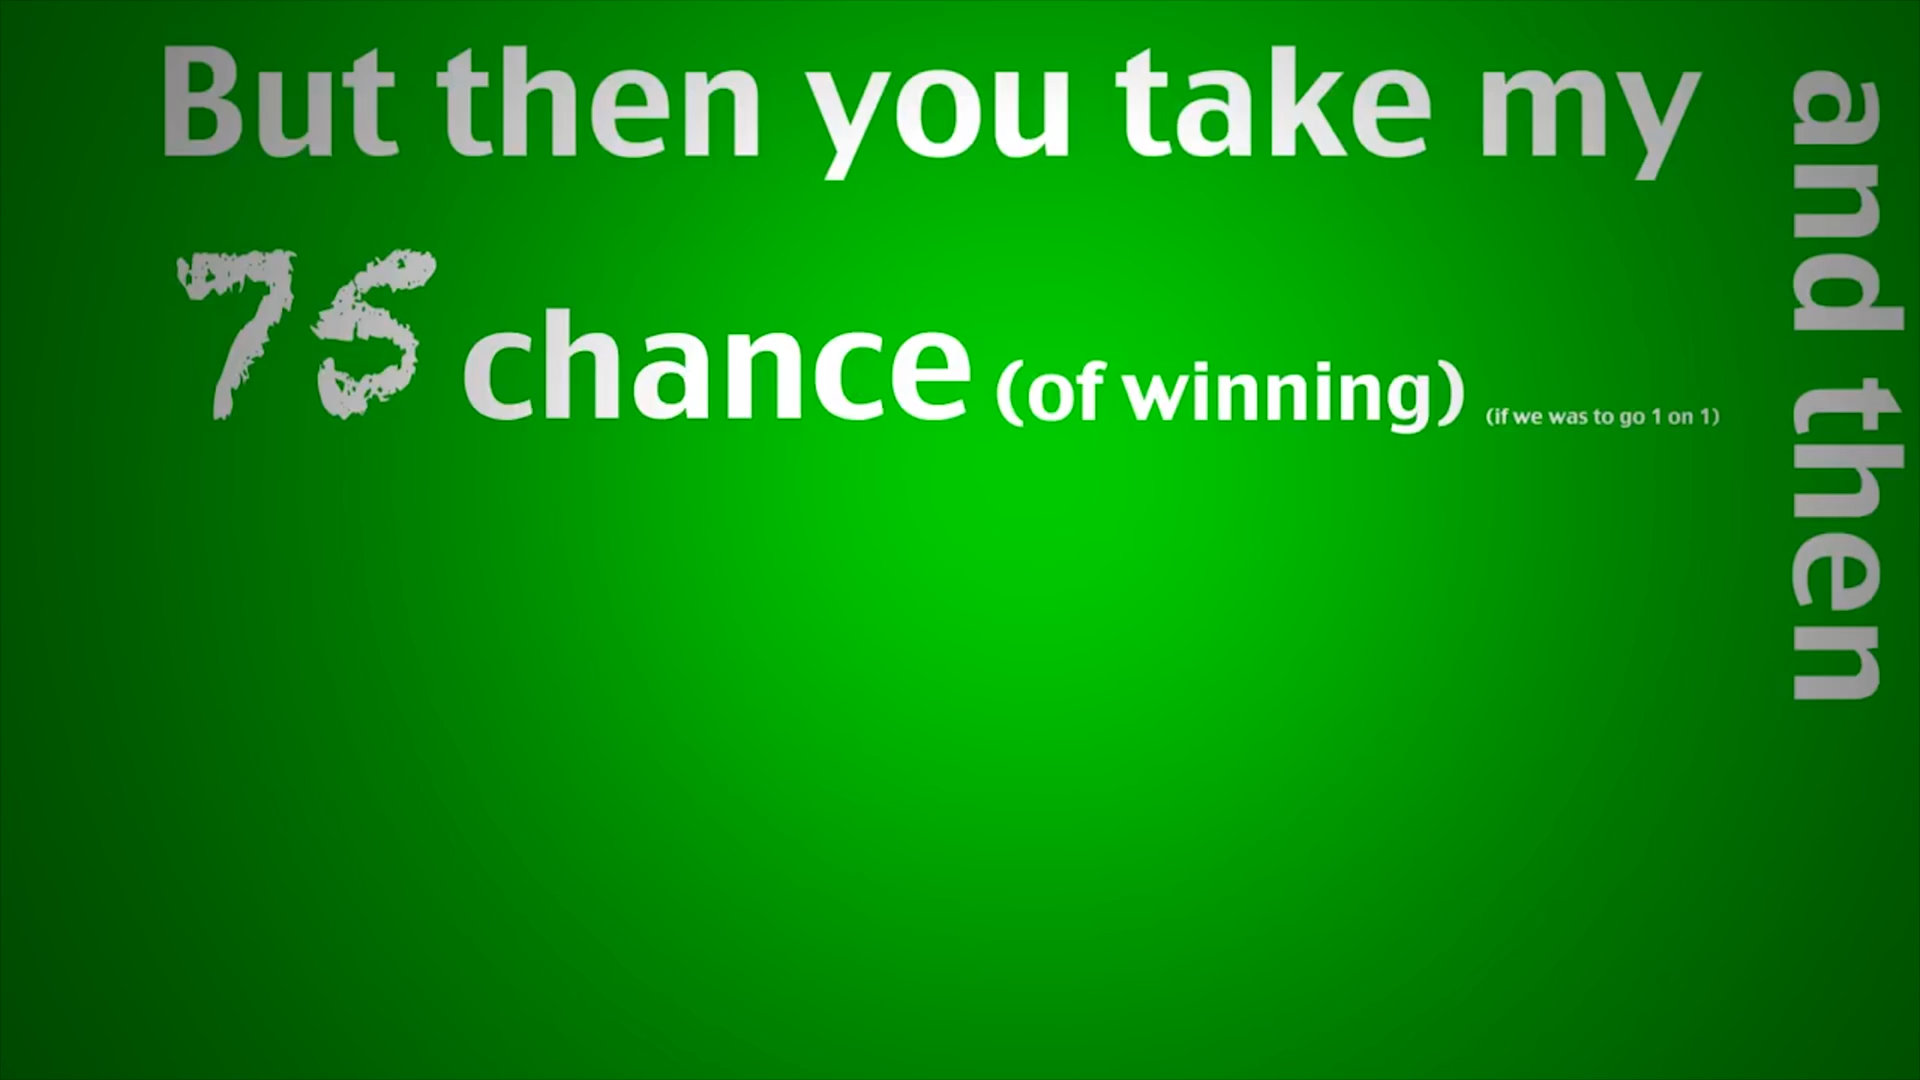 But then you take my
75 chance (of winning) (if we was to go 1 on 1)
and then